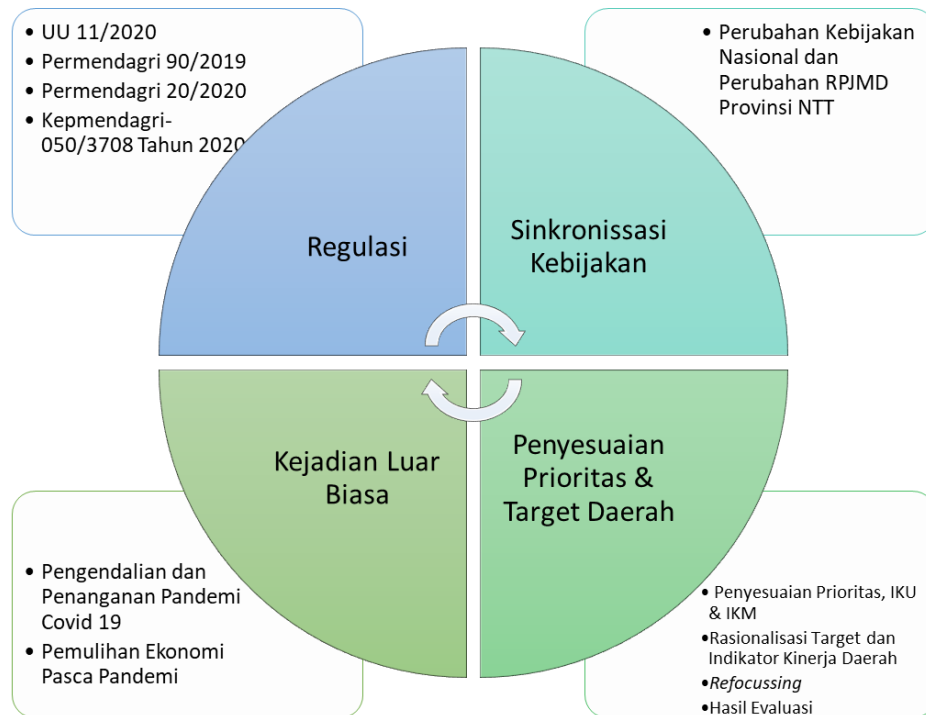 • UU 11/2020
• Permendagri 90/2019
• Permendagri 20/2020
• Kepmendagri-
050/3708 Tahun 2020
• Perubahan Kebijakan
Nasional dan
Perubahan RPJMD
Provinsi NTT
Regulasi
Sinkronissasi
Kebijakan
Kejadian Luar
Biasa
Penyesuaian
Prioritas &
Target Daerah
• Pengendalian dan
Penanganan Pandemi
Covid 19
• Pemulihan Ekonomi
Pasca Pandemi
• Penyesuaian Prioritas, IKU
& IKM
•Rasionalisasi Target dan
Indikator Kinerja Daerah
•Refocussing
•Hasil Evaluasi